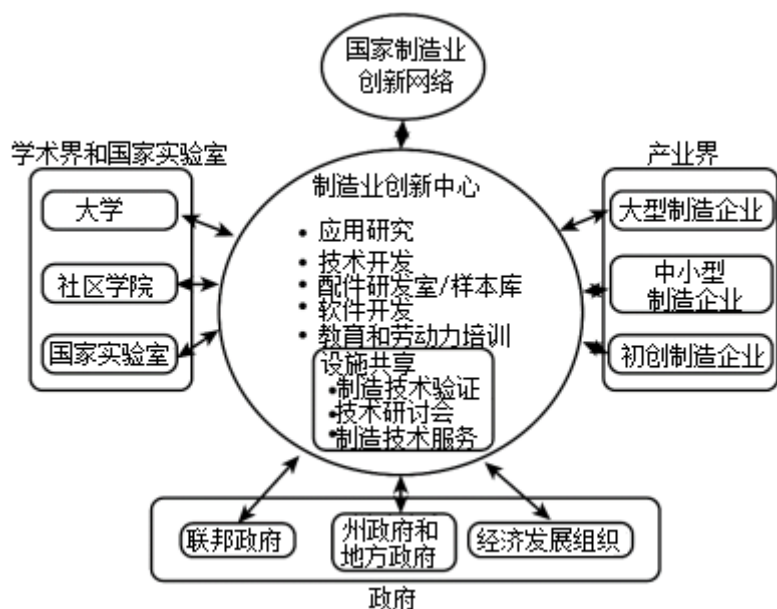 国家制造业
创新网络
学术界和国家实验室
大学
社区学院
国家实验室
制造业创新中心
• 应用研究
• 技术开发
• 配件研发室/样本库
• 软件开发
• 教育和劳动力培训
设施共享
•制造技术验证
•技术研讨会
•制造技术服务
产业界
大型制造企业
中小型
制造企业
初创制造企业
联邦政府
州政府和
地方政府
经济发展组织
政府